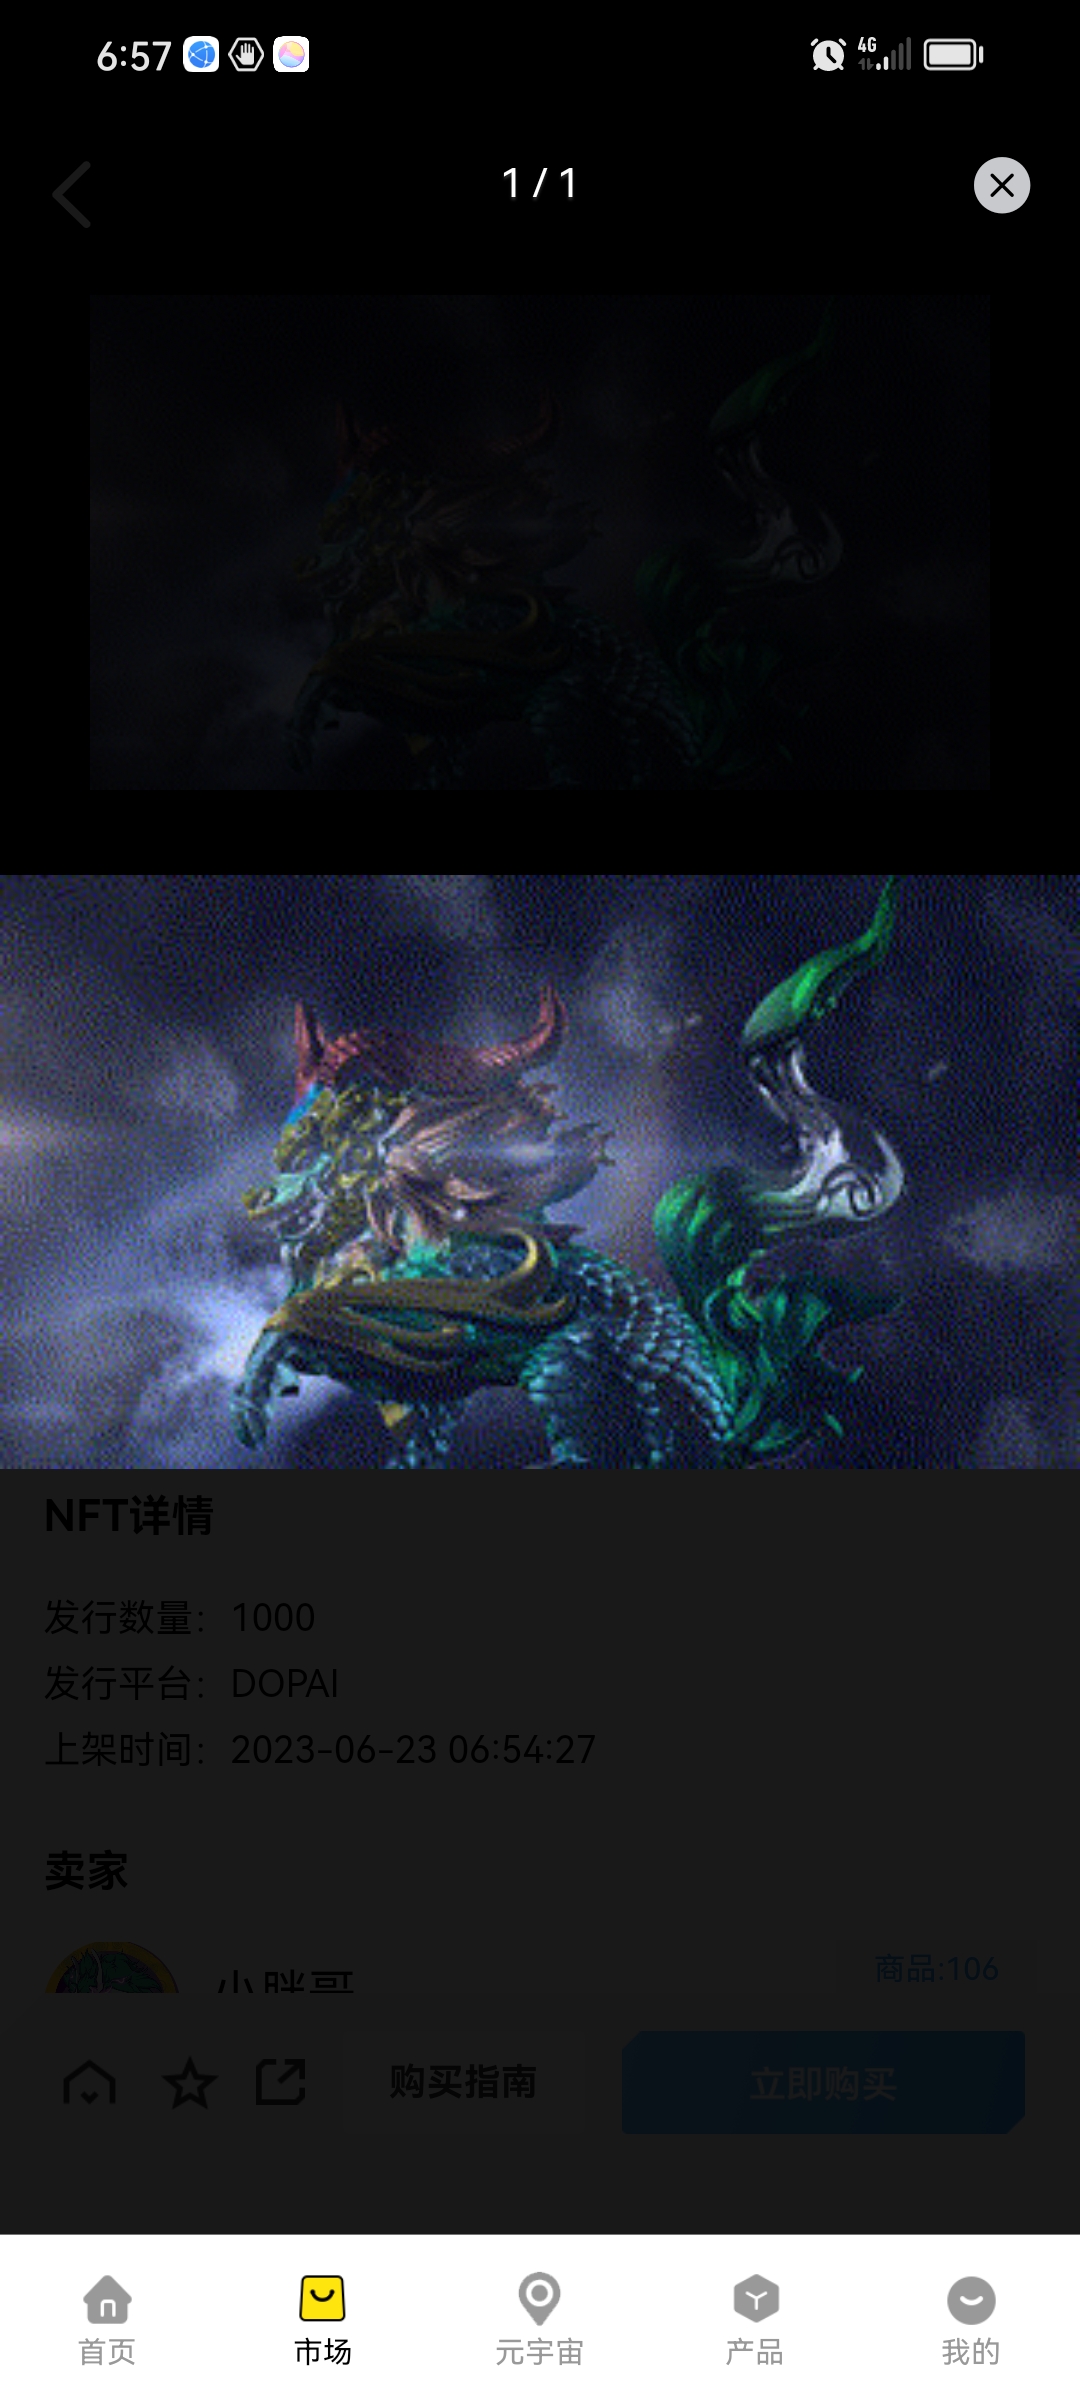 6:57
4G
1 / 1
NFT详情
发行数量：1000
发行平台：DOPAI
上架时间：2023-06-23 06:54:27
卖家
小胖哥
商品:106
购买指南
立即购买
首页
市场
元宇宙
产品
我的